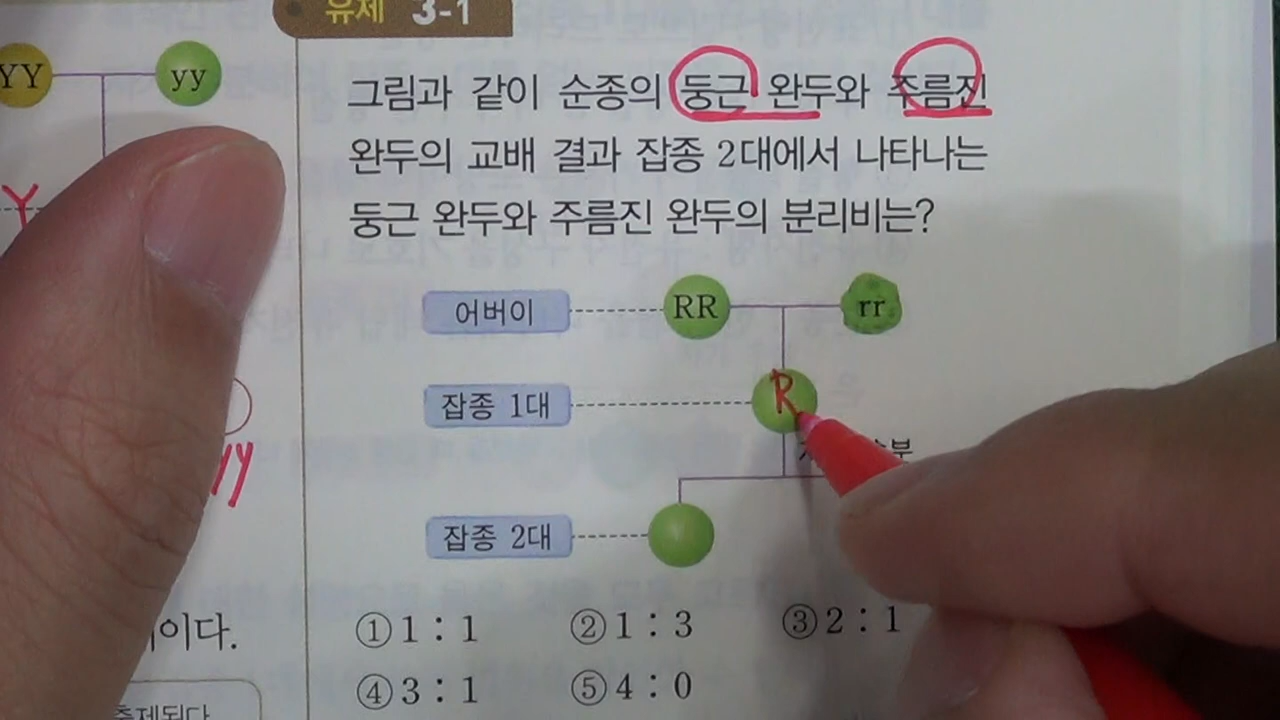 유제 3-1
YY
yy
Y
yy
그림과 같이 순종의 둥근 완두와 주름진
완두의 교배 결과 잡종 2대에서 나타나는
둥근 완두와 주름진 완두의 분리비는?
어버이 RR rr
잡종 1대 R
잡종 2대
①1:1 ②1:3 ③2:1
④3:1 ⑤4:0
이다.